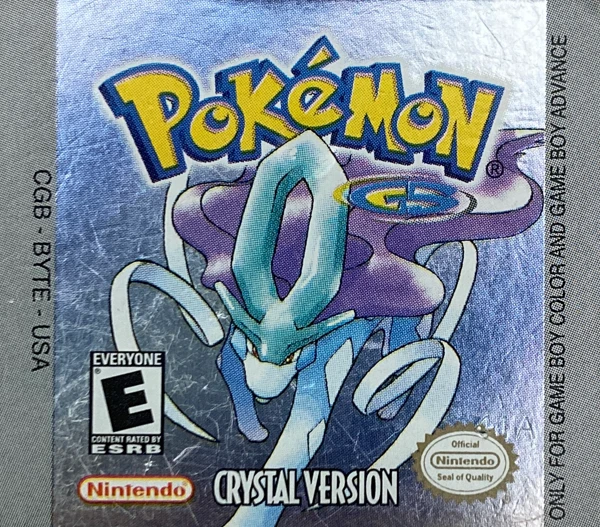 POKéMON®
GS
CGB - BYTE - USA
ONLY FOR GAME BOY COLOR AND GAME BOY ADVANCE
EVERYONE
E
CONTENT RATED BY
ESRB
Nintendo
CRYSTAL VERSION
Official
Nintendo
Seal of Quality